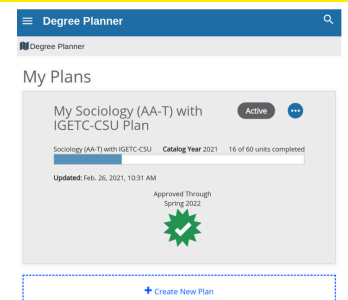 Degree Planner
Degree Planner
My Plans
My Sociology (AA-T) with
IGETC-CSU Plan
Active
Sociology (AA-T) with IGETC-CSU Catalog Year 2021 16 of 60 units completed
Updated: Feb. 26, 2021, 10:31 AM
Approved Through
Spring 2022
+ Create New Plan